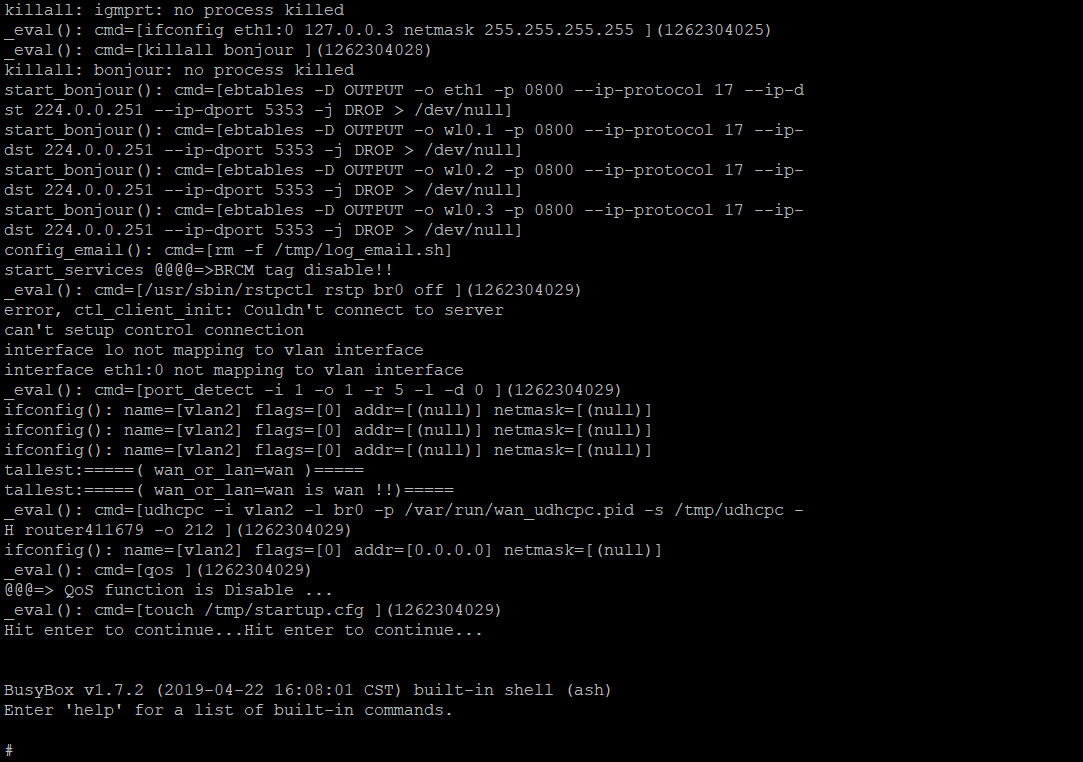 killall: igmprt: no process killed
_eval(): cmd=[ifconfig eth1:0 127.0.0.3 netmask 255.255.255.255 ](1262304025)
_eval(): cmd=[killall bonjour ](1262304028)
killall: bonjour: no process killed
start_bonjour(): cmd=[ebtables -D OUTPUT -o eth1 -p 0800 --ip-protocol 17 --ip-d
st 224.0.0.251 --ip-dport 5353 -j DROP > /dev/null]
start_bonjour(): cmd=[ebtables -D OUTPUT -o wl0.1 -p 0800 --ip-protocol 17 --ip-
dst 224.0.0.251 --ip-dport 5353 -j DROP > /dev/null]
start_bonjour(): cmd=[ebtables -D OUTPUT -o wl0.2 -p 0800 --ip-protocol 17 --ip-
dst 224.0.0.251 --ip-dport 5353 -j DROP > /dev/null]
start_bonjour(): cmd=[ebtables -D OUTPUT -o wl0.3 -p 0800 --ip-protocol 17 --ip-
dst 224.0.0.251 --ip-dport 5353 -j DROP > /dev/null]
config_email(): cmd=[rm -f /tmp/log_email.sh]
start_services @@@@=>BRCM tag disable!!
_eval(): cmd=[/usr/sbin/rstpctl rstp br0 off ](1262304029)
error, ctl_client_init: Couldn't connect to server
can't setup control connection
interface lo not mapping to vlan interface
interface eth1:0 not mapping to vlan interface
_eval(): cmd=[port_detect -i 1 -o 1 -r 5 -l -d 0 ](1262304029)
ifconfig(): name=[vlan2] flags=[0] addr=[(null)] netmask=[(null)]
ifconfig(): name=[vlan2] flags=[0] addr=[(null)] netmask=[(null)]
ifconfig(): name=[vlan2] flags=[0] addr=[(null)] netmask=[(null)]
tallest:=====( wan_or_lan=wan )=====
tallest:=====( wan_or_lan=wan is wan !!)=====
_eval(): cmd=[udhcpc -i vlan2 -l br0 -p /var/run/wan_udhcpc.pid -s /tmp/udhcpc -
H router411679 -o 212 ](1262304029)
ifconfig(): name=[vlan2] flags=[0] addr=[0.0.0.0] netmask=[(null)]
_eval(): cmd=[qos ](1262304029)
@@@=> QoS function is Disable ...
_eval(): cmd=[touch /tmp/startup.cfg ](1262304029)
Hit enter to continue...Hit enter to continue...
BusyBox v1.7.2 (2019-04-22 16:08:01 CST) built-in shell (ash)
Enter 'help' for a list of built-in commands.
#